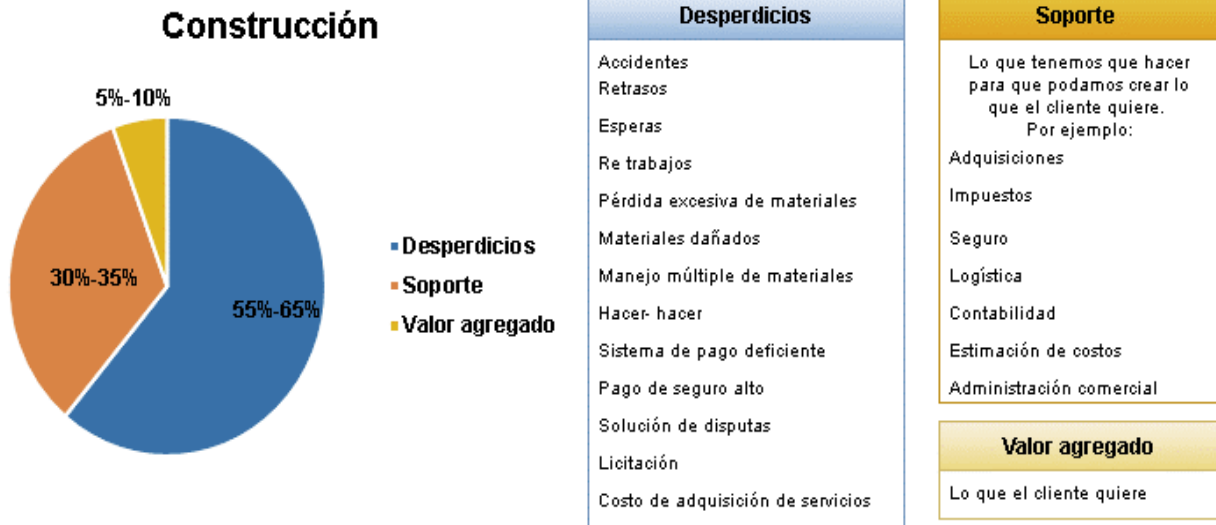 Construcción
5%-10%
30%-35%
55%-65%
Desperdicios
Soporte
Valor agregado
Desperdicios
Accidentes
Retrasos
Esperas
Re trabajos
Pérdida excesiva de materiales
Materiales dañados
Manejo múltiple de materiales
Hacer- hacer
Sistema de pago deficiente
Pago de seguro alto
Solución de disputas
Licitación
Costo de adquisición de servicios
Soporte
Lo que tenemos que hacer
para que podamos crear lo
que el cliente quiere.
Por ejemplo:
Adquisiciones
Impuestos
Seguro
Logística
Contabilidad
Estimación de costos
Administración comercial
Valor agregado
Lo que el cliente quiere